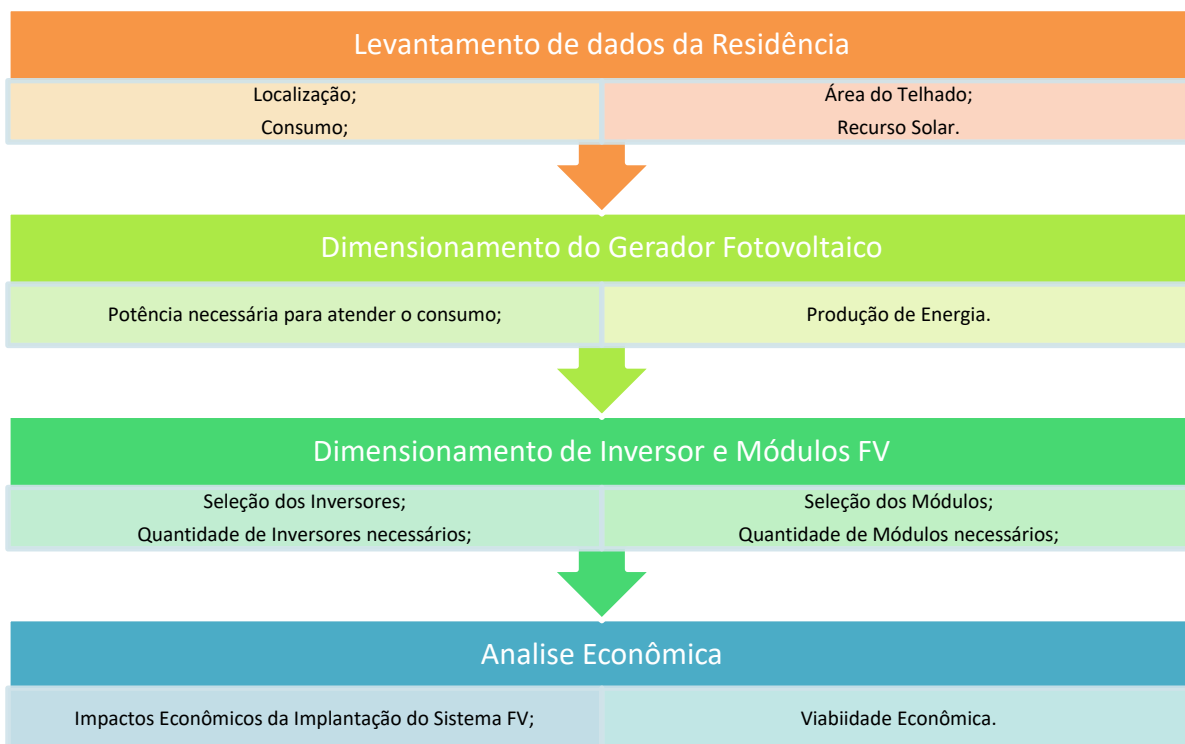 Levantamento de dados da Residência
Localização;
Consumo;
Área do Telhado;
Recurso Solar.
Dimensionamento do Gerador Fotovoltaico
Potência necessária para atender o consumo;
Produção de Energia.
Dimensionamento de Inversor e Módulos FV
Seleção dos Inversores;
Quantidade de Inversores necessários;
Seleção dos Módulos;
Quantidade de Módulos necessários;
Analise Econômica
Impactos Econômicos da Implantação do Sistema FV;
Viabiidade Econômica.